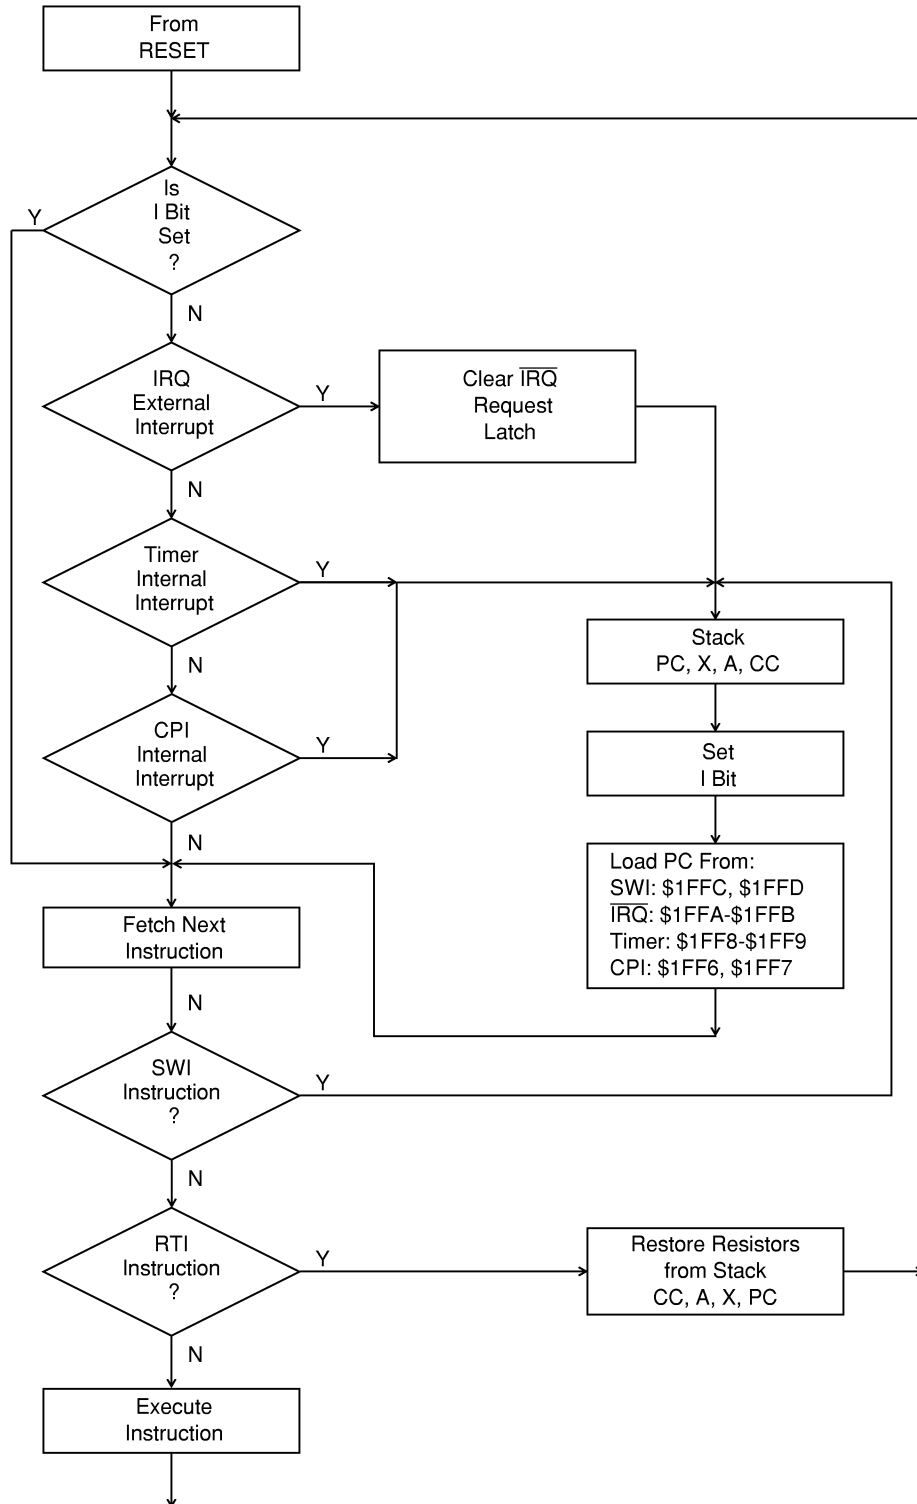 From
RESET
Is
I Bit
Set
?
Y
N
IRQ
External
Interrupt
Y
Clear I̅R̅Q̅
Request
Latch
N
Timer
Internal
Interrupt
Y
Stack
PC, X, A, CC
N
CPI
Internal
Interrupt
Y
Set
I Bit
N
Load PC From:
SWI: $1FFC, $1FFD
I̅R̅Q̅: $1FFA-$1FFB
Timer: $1FF8-$1FF9
CPI: $1FF6, $1FF7
Fetch Next
Instruction
N
SWI
Instruction
?
Y
N
RTI
Instruction
?
Y
Restore Resistors
from Stack
CC, A, X, PC
N
Execute
Instruction